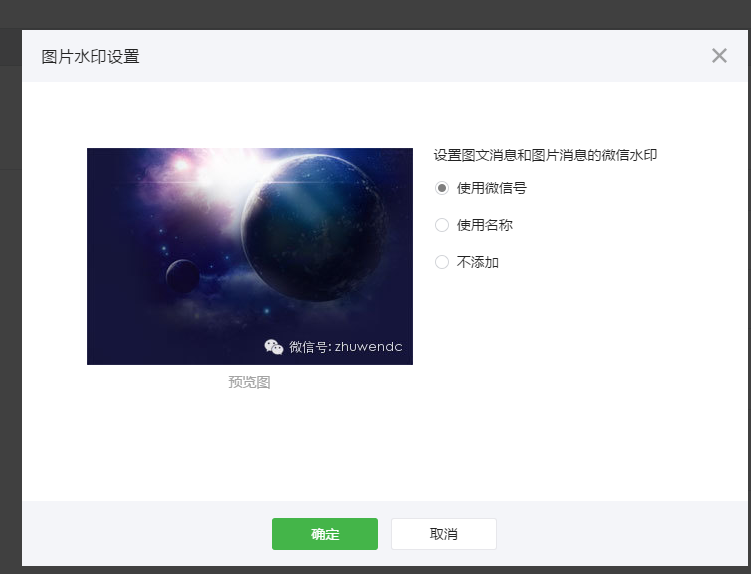 图片水印设置
设置图文消息和图片消息的微信水印
使用微信号
使用名称
不添加
微信号: zhuwendc
预览图
确定
取消